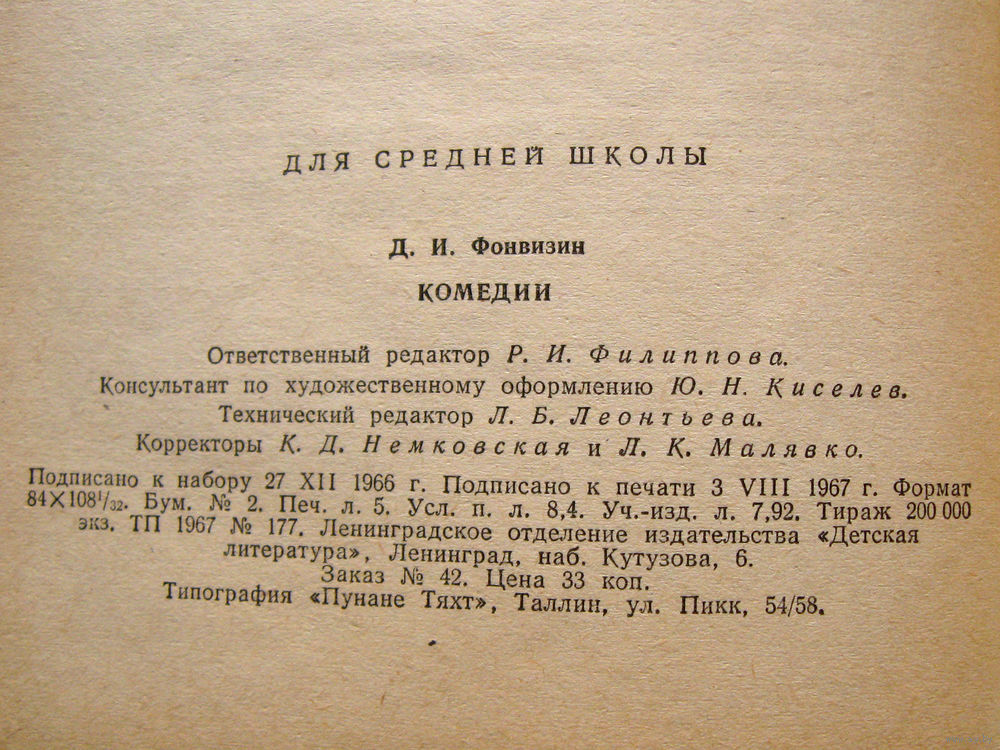 ДЛЯ СРЕДНЕЙ ШКОЛЫ
Д. И. Фонвизин
КОМЕДИИ
Ответственный редактор Р. И. Филиппова.
Консультант по художественному оформлению Ю. Н. Киселев.
Технический редактор Л. Б. Леонтьева.
Корректоры К. Д. Немковская и Л. К. Малявко.
Подписано к набору 27 XII 1966 г. Подписано к печати 3 VIII 1967 г. Формат
84×108¹/₃₂. Бум. № 2. Печ. л. 5. Усл. п. л. 8,4. Уч.-изд. л. 7,92. Тираж 200 000
экз. ТП 1967 № 177. Ленинградское отделение издательства «Детская
литература», Ленинград, наб. Кутузова, 6.
Заказ № 42. Цена 33 коп.
Типография «Пунане Тяхт», Таллин, ул. Пикк, 54/58.